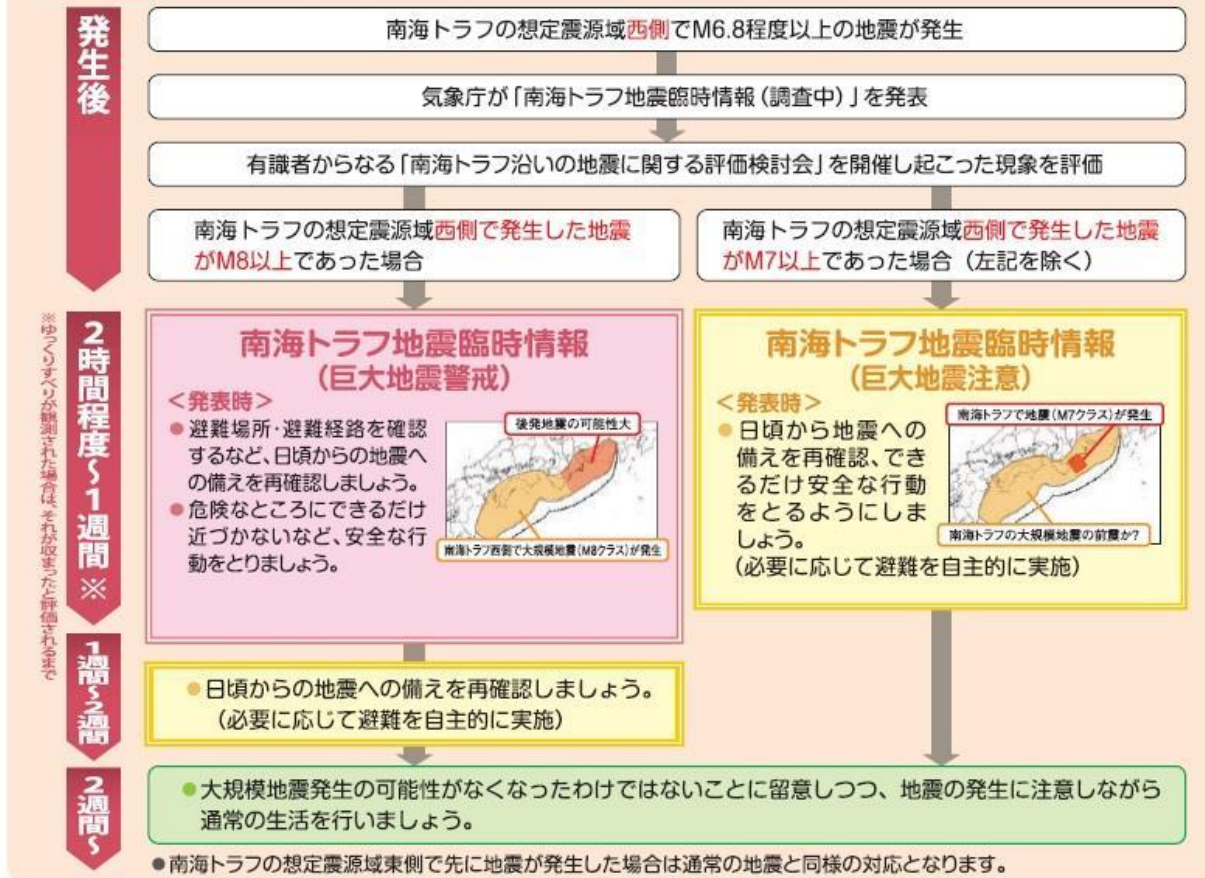 発生後
南海トラフの想定震源域西側でM6.8程度以上の地震が発生
気象庁が「南海トラフ地震臨時情報(調査中)」を発表
有識者からなる「南海トラフ沿いの地震に関する評価検討会」を開催し起こった現象を評価
南海トラフの想定震源域西側で発生した地震
がM8以上であった場合
南海トラフの想定震源域西側で発生した地震
がM7以上であった場合(左記を除く)
2時間程度~1週間※
※ゆっくりすべりが観測された場合は、それが収まったと評価されるまで
南海トラフ地震臨時情報
(巨大地震警戒)
<発表時>
●避難場所・避難経路を確認
するなど、日頃からの地震へ
の備えを再確認しましょう。
●危険なところにできるだけ
近づかないなど、安全な行
動をとりましょう。
後発地震の可能性大
南海トラフ西側で大規模地震(M8クラス)が発生
南海トラフ地震臨時情報
(巨大地震注意)
<発表時>
●日頃から地震への
備えを再確認、でき
るだけ安全な行動
をとるようにしま
しょう。
(必要に応じて避難を自主的に実施)
南海トラフで地震(M7クラス)が発生
南海トラフの大規模地震の前震か?
1週間~2週間
●日頃からの地震への備えを再確認しましょう。
(必要に応じて避難を自主的に実施)
2週間~
●大規模地震発生の可能性がなくなったわけではないことに留意しつつ、地震の発生に注意しながら
通常の生活を行いましょう。
●南海トラフの想定震源域東側で先に地震が発生した場合は通常の地震と同様の対応となります。